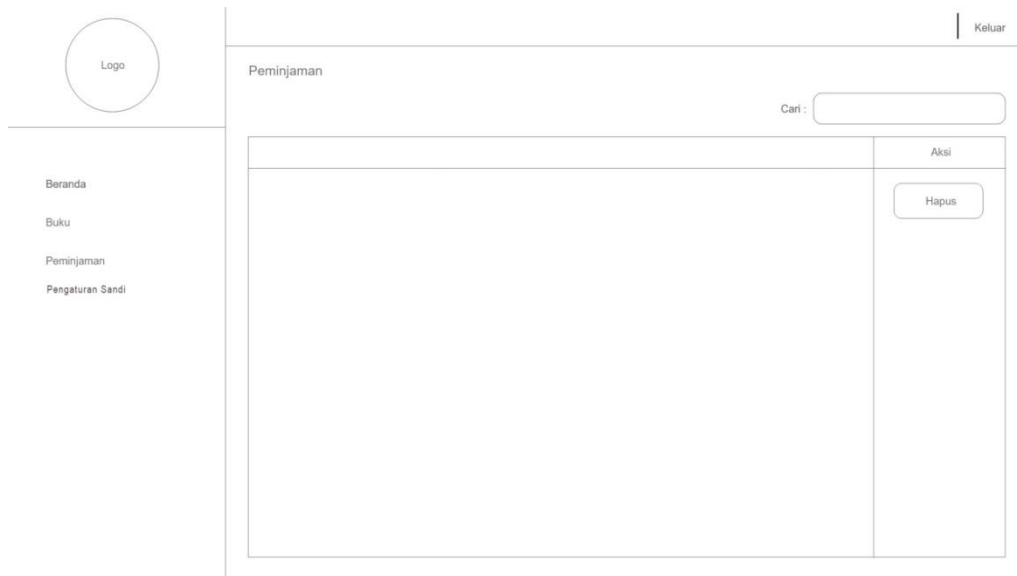 Logo
Keluar
Peminjaman
Cari :
Aksi
Hapus
Beranda
Buku
Peminjaman
Pengaturan Sandi